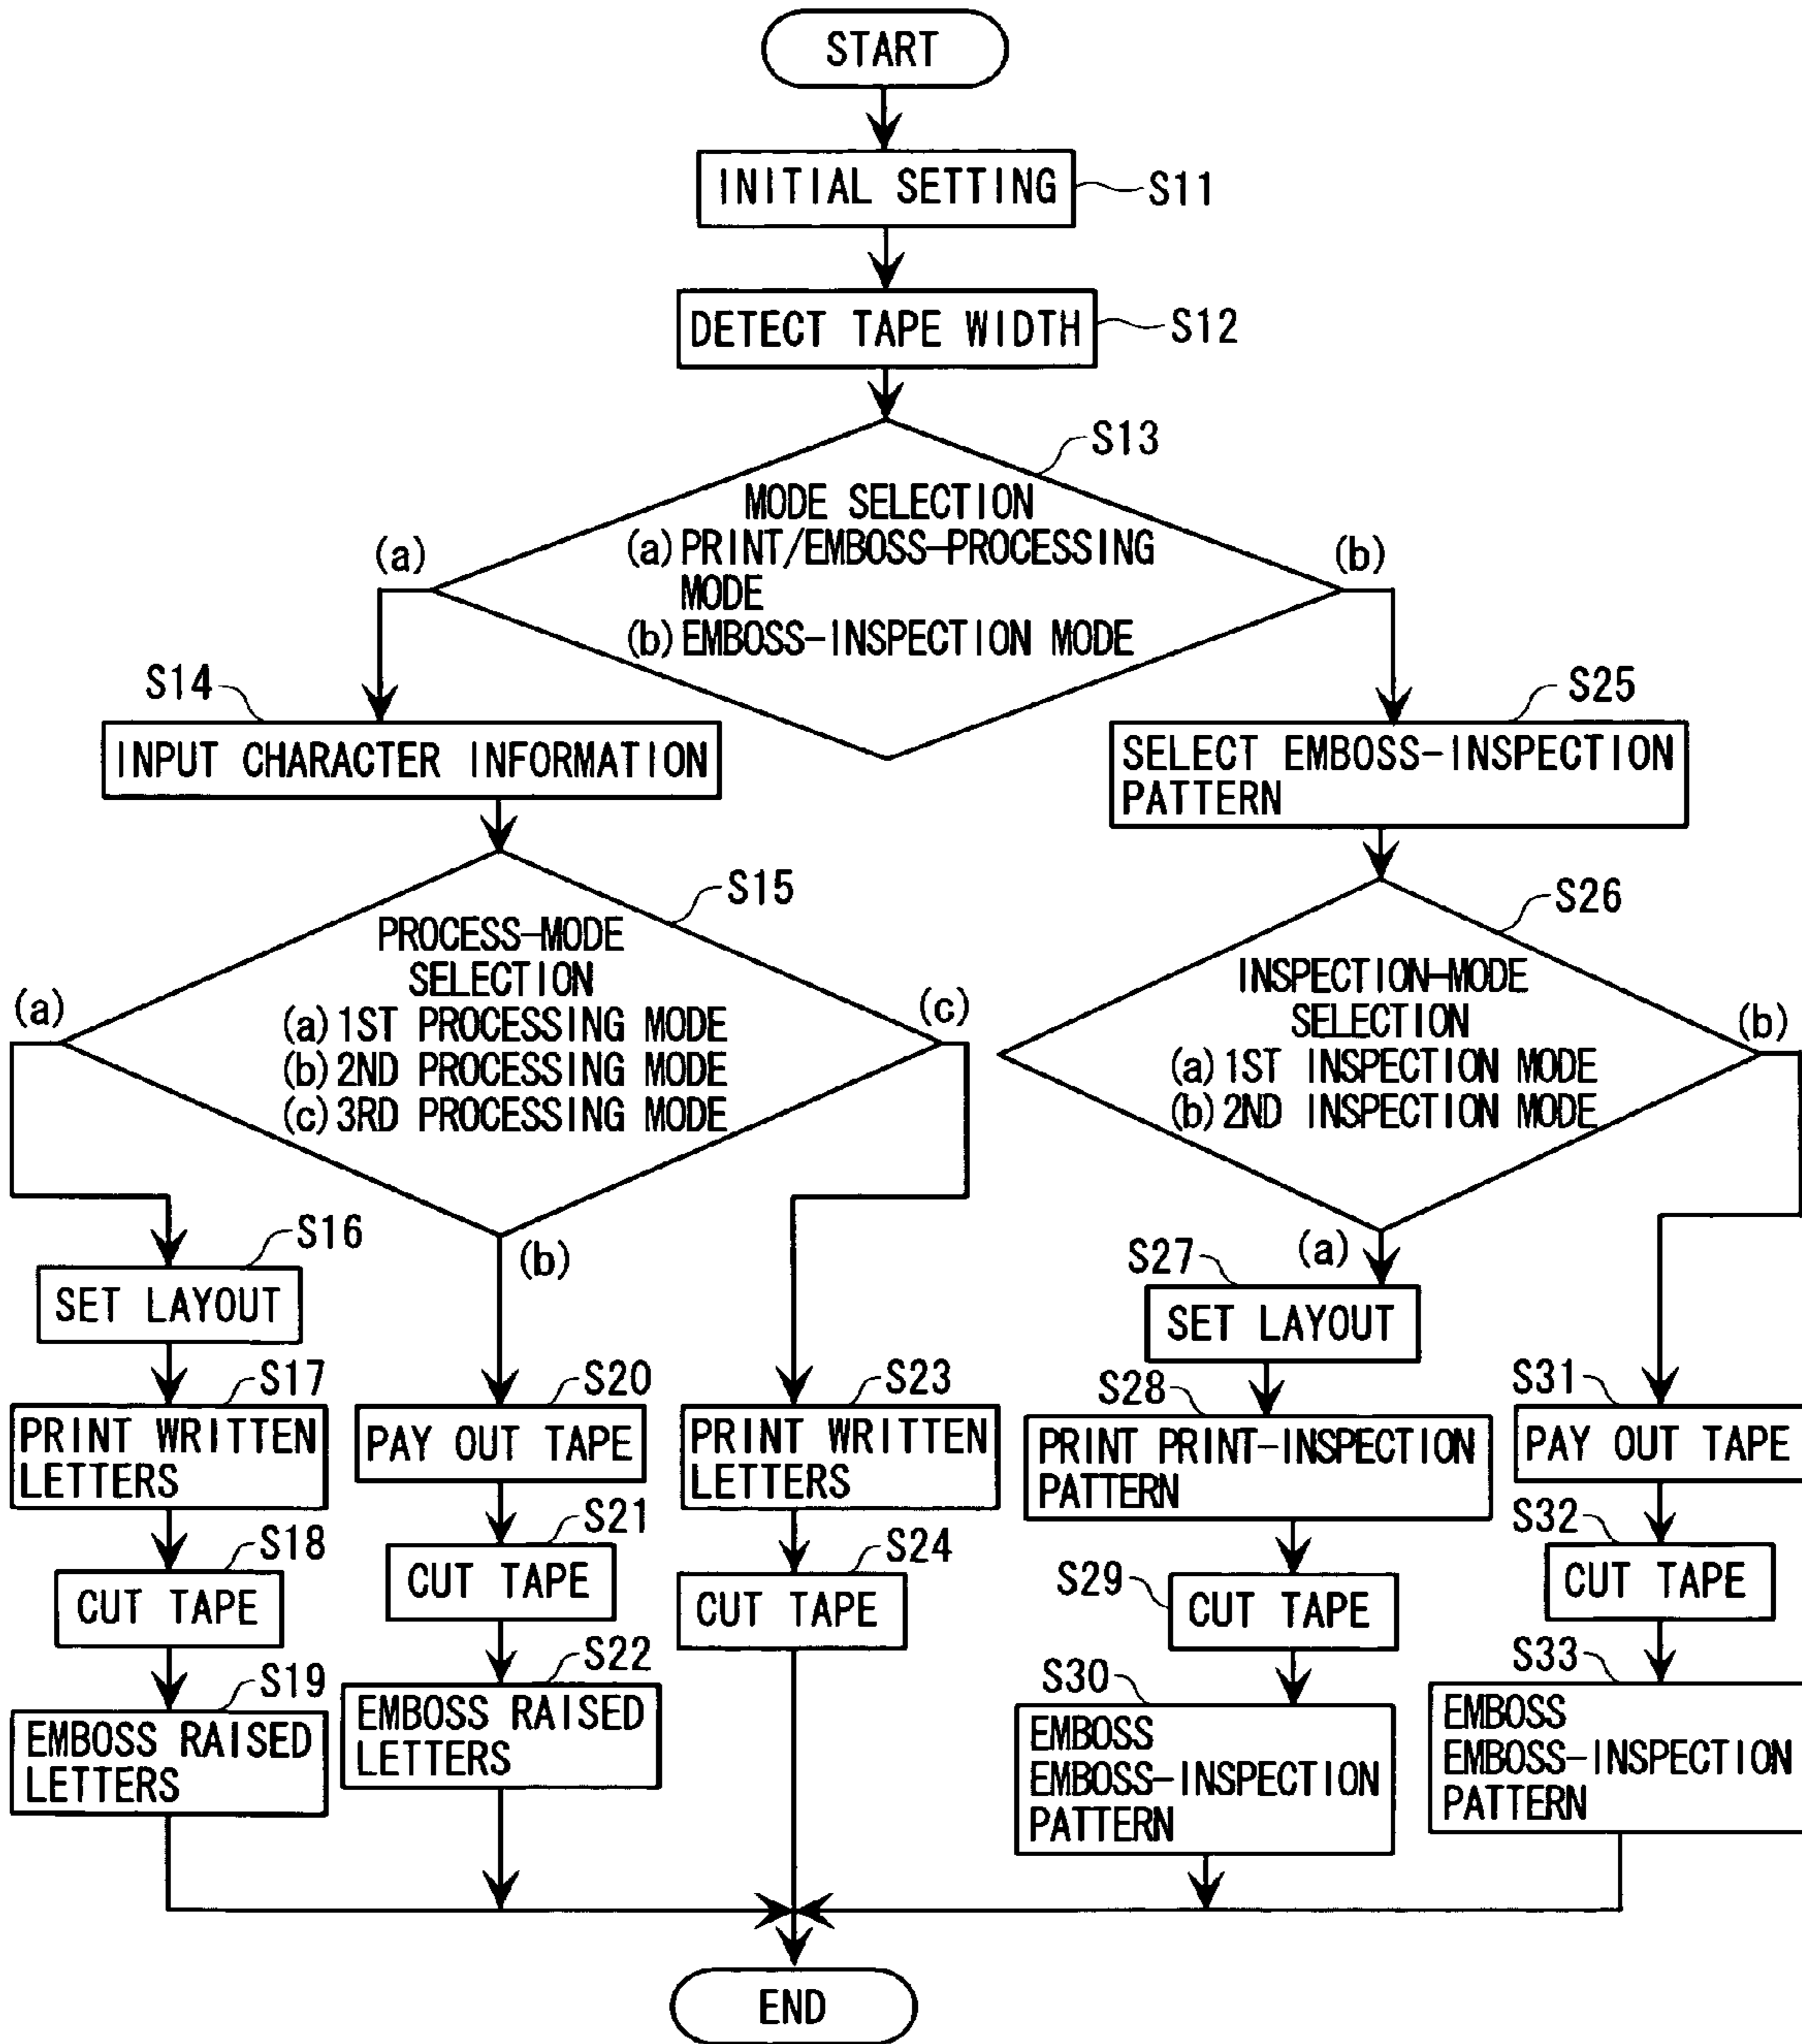 START
INITIAL SETTING
S11
DETECT TAPE WIDTH
S12
S13
MODE SELECTION
(a) PRINT/EMBOSS-PROCESSING
MODE
(b) EMBOSS-INSPECTION MODE
(a)
(b)
S14
INPUT CHARACTER INFORMATION
S25
SELECT EMBOSS-INSPECTION
PATTERN
S15
PROCESS-MODE
SELECTION
(a) 1ST PROCESSING MODE
(b) 2ND PROCESSING MODE
(c) 3RD PROCESSING MODE
(a)
(c)
(b)
S26
INSPECTION-MODE
SELECTION
(a) 1ST INSPECTION MODE
(b) 2ND INSPECTION MODE
(b)
(a)
S16
SET LAYOUT
S17
PRINT WRITTEN
LETTERS
S18
CUT TAPE
S19
EMBOSS RAISED
LETTERS
S20
PAY OUT TAPE
S21
CUT TAPE
S22
EMBOSS RAISED
LETTERS
S23
PRINT WRITTEN
LETTERS
S24
CUT TAPE
S27
SET LAYOUT
S28
PRINT PRINT-INSPECTION
PATTERN
S29
CUT TAPE
S30
EMBOSS
EMBOSS-INSPECTION
PATTERN
S31
PAY OUT TAPE
S32
CUT TAPE
S33
EMBOSS
EMBOSS-INSPECTION
PATTERN
END